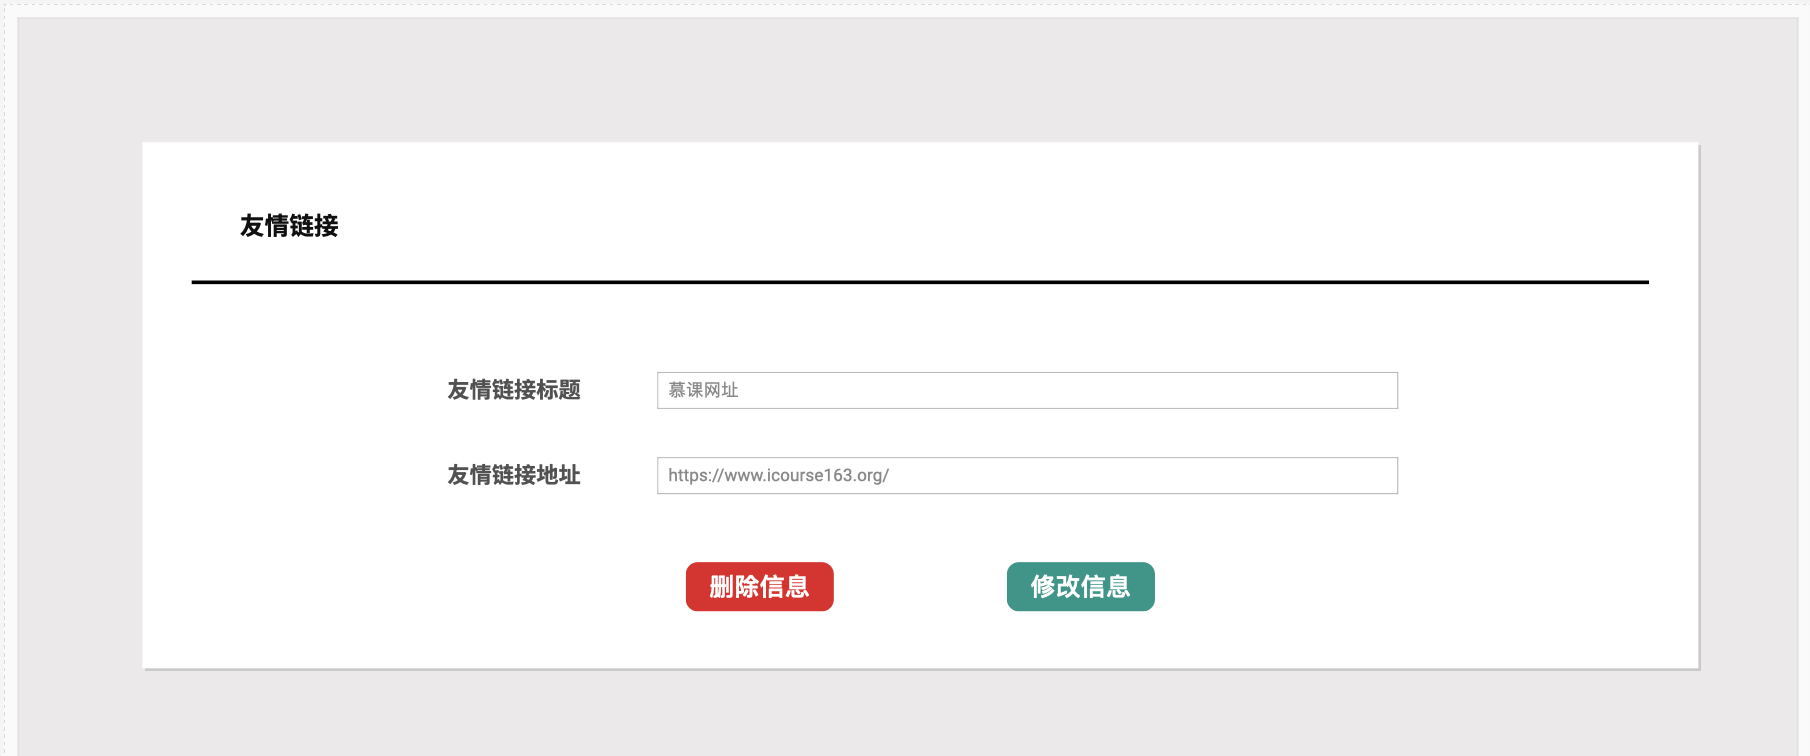 友情链接
友情链接标题 慕课网址
友情链接地址 https://www.icourse163.org/
删除信息 修改信息